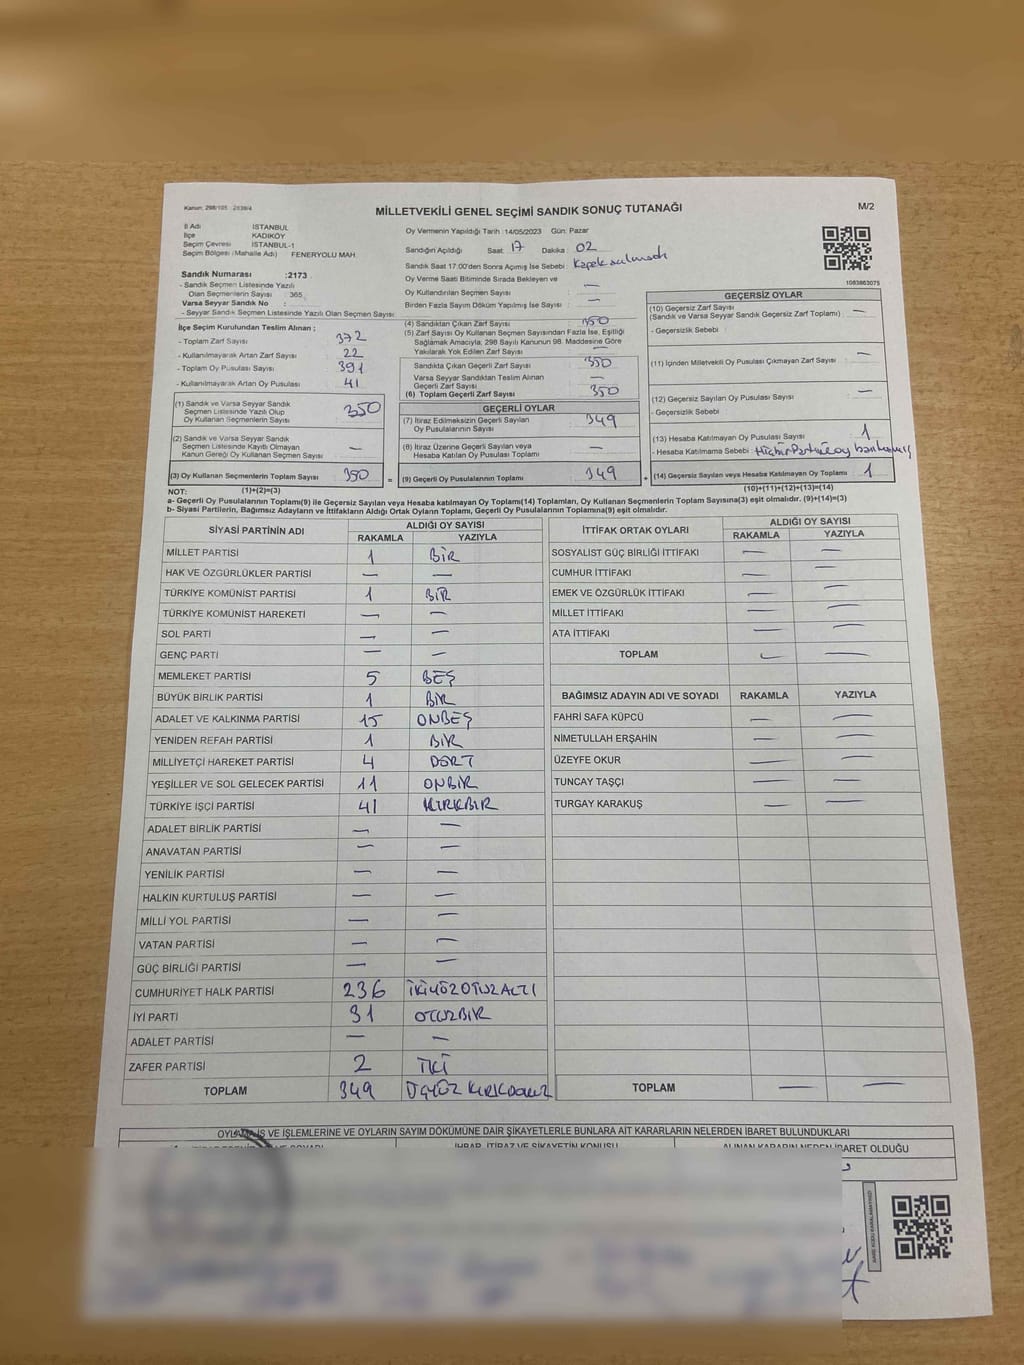 Kanun: 298/105 - 2839/4
MİLLETVEKİLİ GENEL SEÇİMİ SANDIK SONUÇ TUTANAĞI
M/2
İl Adı İSTANBUL
İlçe KADIKÖY
Seçim Çevresi İSTANBUL-1
Seçim Bölgesi (Mahalle Adı) FENERYOLU MAH.
Sandık Numarası :2173
- Sandık Seçmen Listesinde Yazılı
Olan Seçmenlerin Sayısı : 365
Varsa Seyyar Sandık No :
- Seyyar Sandık Seçmen Listesinde Yazılı Olan Seçmen Sayısı:
İlçe Seçim Kurulundan Teslim Alınan ;
- Toplam Zarf Sayısı 372
- Kullanılmayarak Artan Zarf Sayısı 22
- Toplam Oy Pusulası Sayısı 391
- Kullanılmayarak Artan Oy Pusulası 41
(1) Sandık ve Varsa Seyyar Sandık
Seçmen Listesinde Yazılı Olup
Oy Kullanan Seçmenlerin Sayısı 350
(2) Sandık ve Varsa Seyyar Sandık
Seçmen Listesinde Kayıtlı Olmayan
Kanun Gereği Oy Kullanan Seçmen Sayısı —
(3) Oy Kullanan Seçmenlerin Toplam Sayısı 350 =
(1)+(2)=(3)
Oy Vermenin Yapıldığı Tarih :14/05/2023 Gün: Pazar
Sandığın Açıldığı Saat: 17 Dakika : 02
Sandık Saat 17:00'den Sonra Açılmış İse Sebebi :
Oy Verme Saati Bitiminde Sırada Bekleyen ve
Oy Kullandırılan Seçmen Sayısı —
Birden Fazla Sayım Döküm Yapılmış İse Sayısı : —
(4) Sandıktan Çıkan Zarf Sayısı 350
(5) Zarf Sayısı Oy Kullanan Seçmen Sayısından Fazla İse, Eşitliği
Sağlamak Amacıyla, 298 Sayılı Kanunun 98. Maddesine Göre
Yakılarak Yok Edilen Zarf Sayısı —
Sandıkta Çıkan Geçerli Zarf Sayısı 350
Varsa Seyyar Sandıktan Teslim Alınan
Geçerli Zarf Sayısı —
(6) Toplam Geçerli Zarf Sayısı 350
GEÇERLİ OYLAR
(7) İtiraz Edilmeksizin Geçerli Sayılan
Oy Pusulalarının Sayısı 349
(8) İtiraz Üzerine Geçerli Sayılan veya
Hesaba Katılan Oy Pusulası Toplamı —
(9) Geçerli Oy Pusulalarının Toplamı 349 +
1083863075
GEÇERSİZ OYLAR
(10) Geçersiz Zarf Sayısı
(Sandık ve Varsa Seyyar Sandık Geçersiz Zarf Toplamı) —
- Geçersizlik Sebebi :
(11) İçinden Milletvekili Oy Pusulası Çıkmayan Zarf Sayısı —
(12) Geçersiz Sayılan Oy Pusulası Sayısı —
- Geçersizlik Sebebi
(13) Hesaba Katılmayan Oy Pusulası Sayısı 1
- Hesaba Katılmama Sebebi :
(14) Geçersiz Sayılan veya Hesaba Katılmayan Oy Toplamı 1
(10)+(11)+(12)+(13)=(14)
NOT:
a- Geçerli Oy Pusulalarının Toplamı(9) ile Geçersiz Sayılan veya Hesaba katılmayan Oy Toplamı(14) Toplamları, Oy Kullanan Seçmenlerin Toplam Sayısına(3) eşit olmalıdır. (9)+(14)=(3)
b- Siyasi Partilerin, Bağımsız Adayların ve İttifakların Aldığı Ortak Oyların Toplamı, Geçerli Oy Pusulalarının Toplamına(9) eşit olmalıdır.
SİYASİ PARTİNİN ADI ALDIĞI OY SAYISI
RAKAMLA YAZIYLA
MİLLET PARTİSİ 1 BİR
HAK VE ÖZGÜRLÜKLER PARTİSİ — —
TÜRKİYE KOMÜNİST PARTİSİ 1 BİR
TÜRKİYE KOMÜNİST HAREKETİ — —
SOL PARTİ — —
GENÇ PARTİ — —
MEMLEKET PARTİSİ 5 BEŞ
BÜYÜK BİRLİK PARTİSİ 1 BİR
ADALET VE KALKINMA PARTİSİ 15 ONBEŞ
YENİDEN REFAH PARTİSİ 1 BİR
MİLLİYETÇİ HAREKET PARTİSİ 4 DÖRT
YEŞİLLER VE SOL GELECEK PARTİSİ 11 ONBİR
TÜRKİYE İŞÇİ PARTİSİ 41 KIRKBİR
ADALET BİRLİK PARTİSİ — —
ANAVATAN PARTİSİ — —
YENİLİK PARTİSİ — —
HALKIN KURTULUŞ PARTİSİ — —
MİLLİ YOL PARTİSİ — —
VATAN PARTİSİ — —
GÜÇ BİRLİĞİ PARTİSİ — —
CUMHURİYET HALK PARTİSİ 236 İKİYÜZOTUZALTI
İYİ PARTİ 31 OTUZBİR
ADALET PARTİSİ — —
ZAFER PARTİSİ 2 İKİ
TOPLAM 349 ÜÇYÜZ KIRKDOKUZ
İTTİFAK ORTAK OYLARI ALDIĞI OY SAYISI
RAKAMLA YAZIYLA
SOSYALIST GÜÇ BİRLİĞİ İTTİFAKI — —
CUMHUR İTTİFAKI — —
EMEK VE ÖZGÜRLÜK İTTİFAKI — —
MİLLET İTTİFAKI — —
ATA İTTİFAKI — —
TOPLAM — —
BAĞIMSIZ ADAYIN ADI VE SOYADI RAKAMLA YAZIYLA
FAHRİ SAFA KÜPCÜ — —
NİMETULLAH ERŞAHİN — —
ÜZEYFE OKUR — —
TUNCAY TAŞÇI — —
TURGAY KARAKUŞ — —
TOPLAM — —
VE İŞLEMLERİNE VE OYLARIN SAYIM DÖKÜMÜNE DAİR ŞİKAYETLERLE BUNLARA AİT KARARLARIN NELERDEN İBARET BULUNDUKLARI
İHBAR, İTİRAZ VE ŞİKAYETİN KONUSU
ALINAN KARARIN NEDEN İBARET OLDUĞU